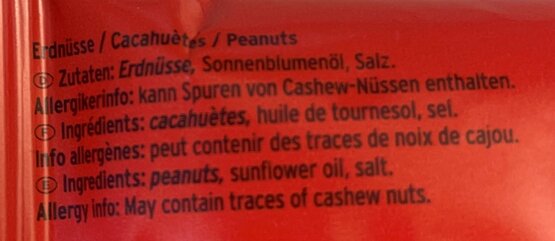 Erdnüsse / Cacahuètes / Peanuts
D Zutaten: Erdnüsse, Sonnenblumenöl, Salz.
Allergikerinfo: kann Spuren von Cashew-Nüssen enthalten.
F Ingrédients: cacahuètes, huile de tournesol, sel.
Info allergènes: peut contenir des traces de noix de cajou.
E Ingredients: peanuts, sunflower oil, salt.
Allergy info: May contain traces of cashew nuts.